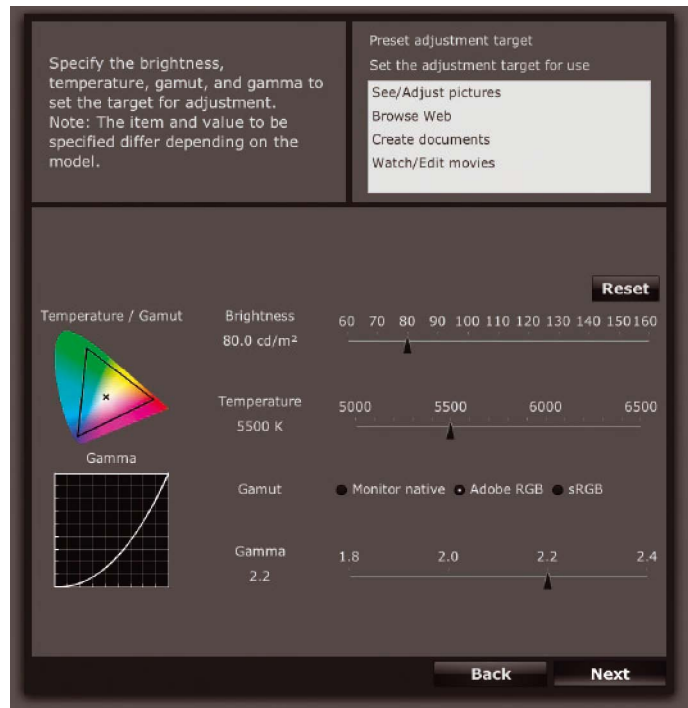 Specify the brightness,
temperature, gamut, and gamma to
set the target for adjustment.
Note: The item and value to be
specified differ depending on the
model.
Preset adjustment target
Set the adjustment target for use
See/Adjust pictures
Browse Web
Create documents
Watch/Edit movies
Reset
Temperature / Gamut
Brightness
80.0 cd/m²
60 70 80 90 100 110 120 130 140 150 160
Temperature
5500 K
5000 5500 6000 6500
Gamma
Gamut
Monitor native Adobe RGB sRGB
Gamma
2.2
1.8 2.0 2.2 2.4
Back Next